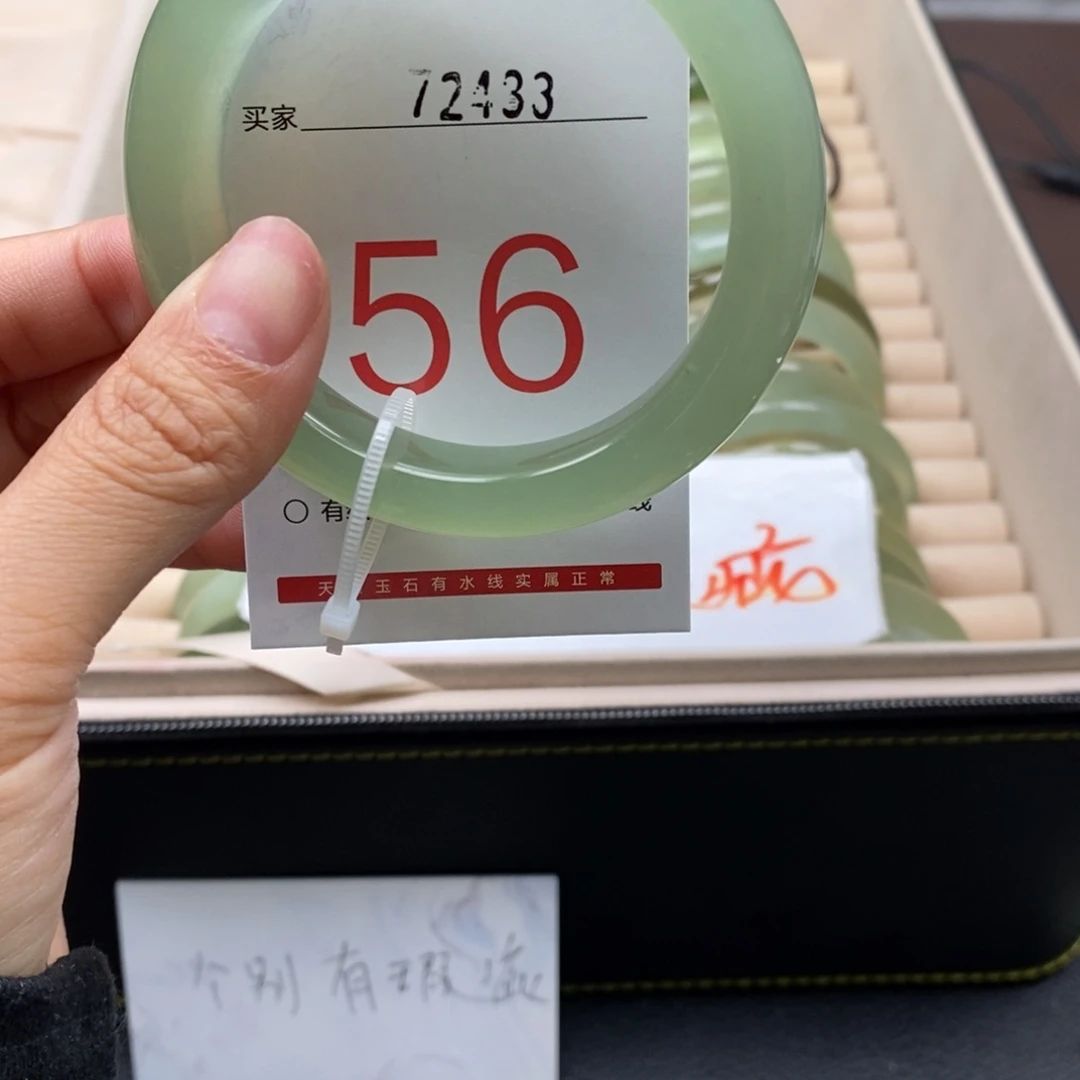 买家 72433
56
○ 有
天 玉石有水线实属正常
个别有瑕疵